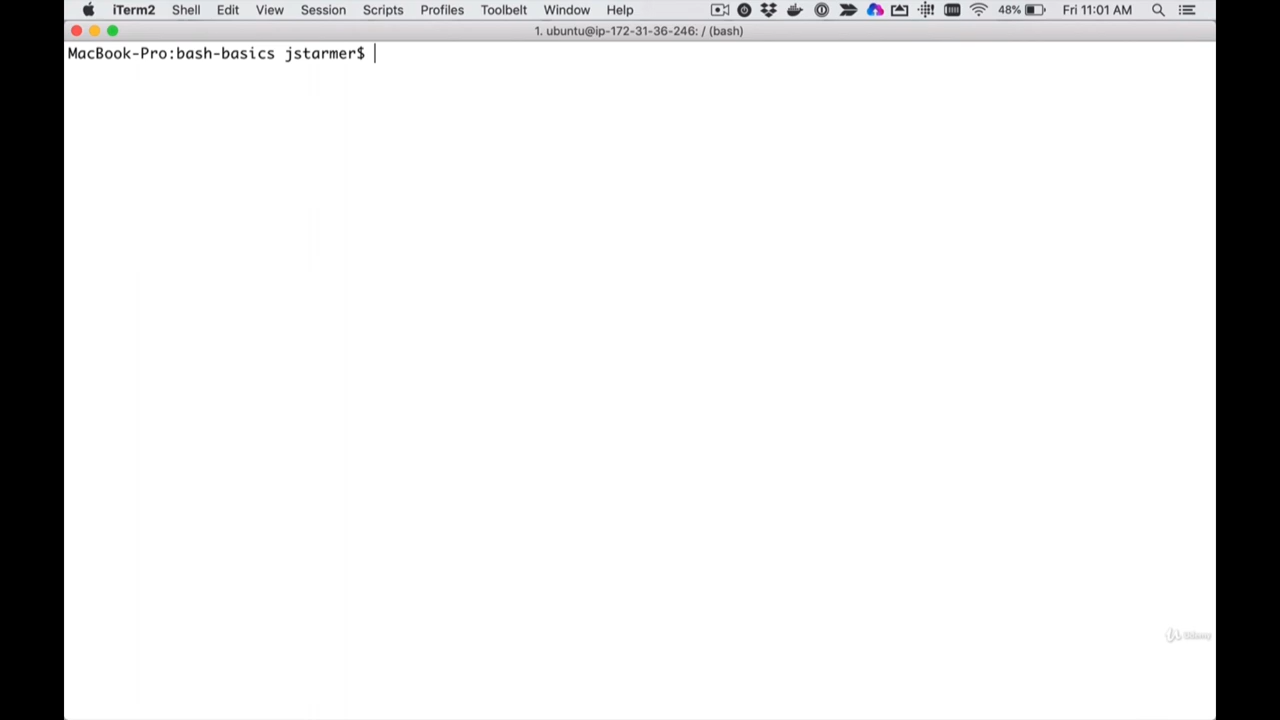 iTerm2 Shell Edit View Session Scripts Profiles Toolbelt Window Help 48% Fri 11:01 AM
1. ubuntu@ip-172-31-36-246: / (bash)
MacBook-Pro:bash-basics jstarmer$
Udemy